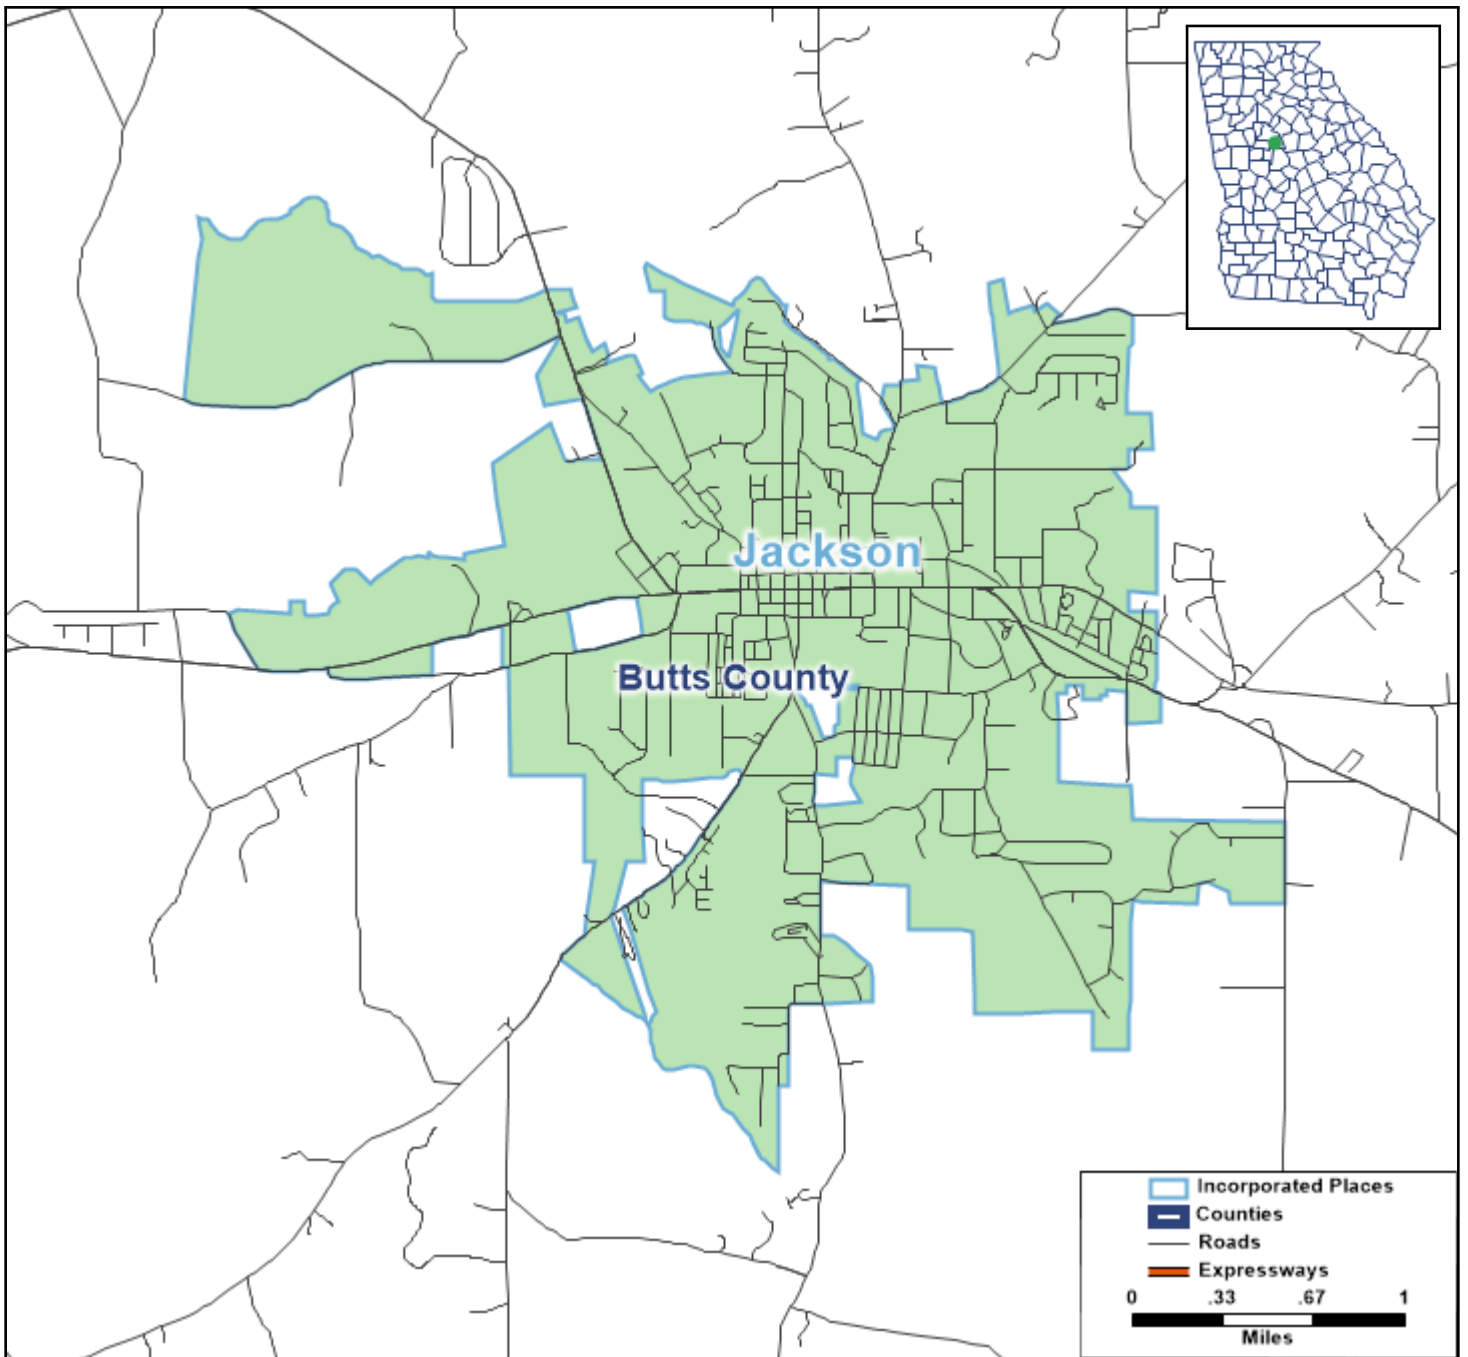 Jackson
Butts County
Incorporated Places
Counties
Roads
Expressways
0 .33 .67 1
Miles